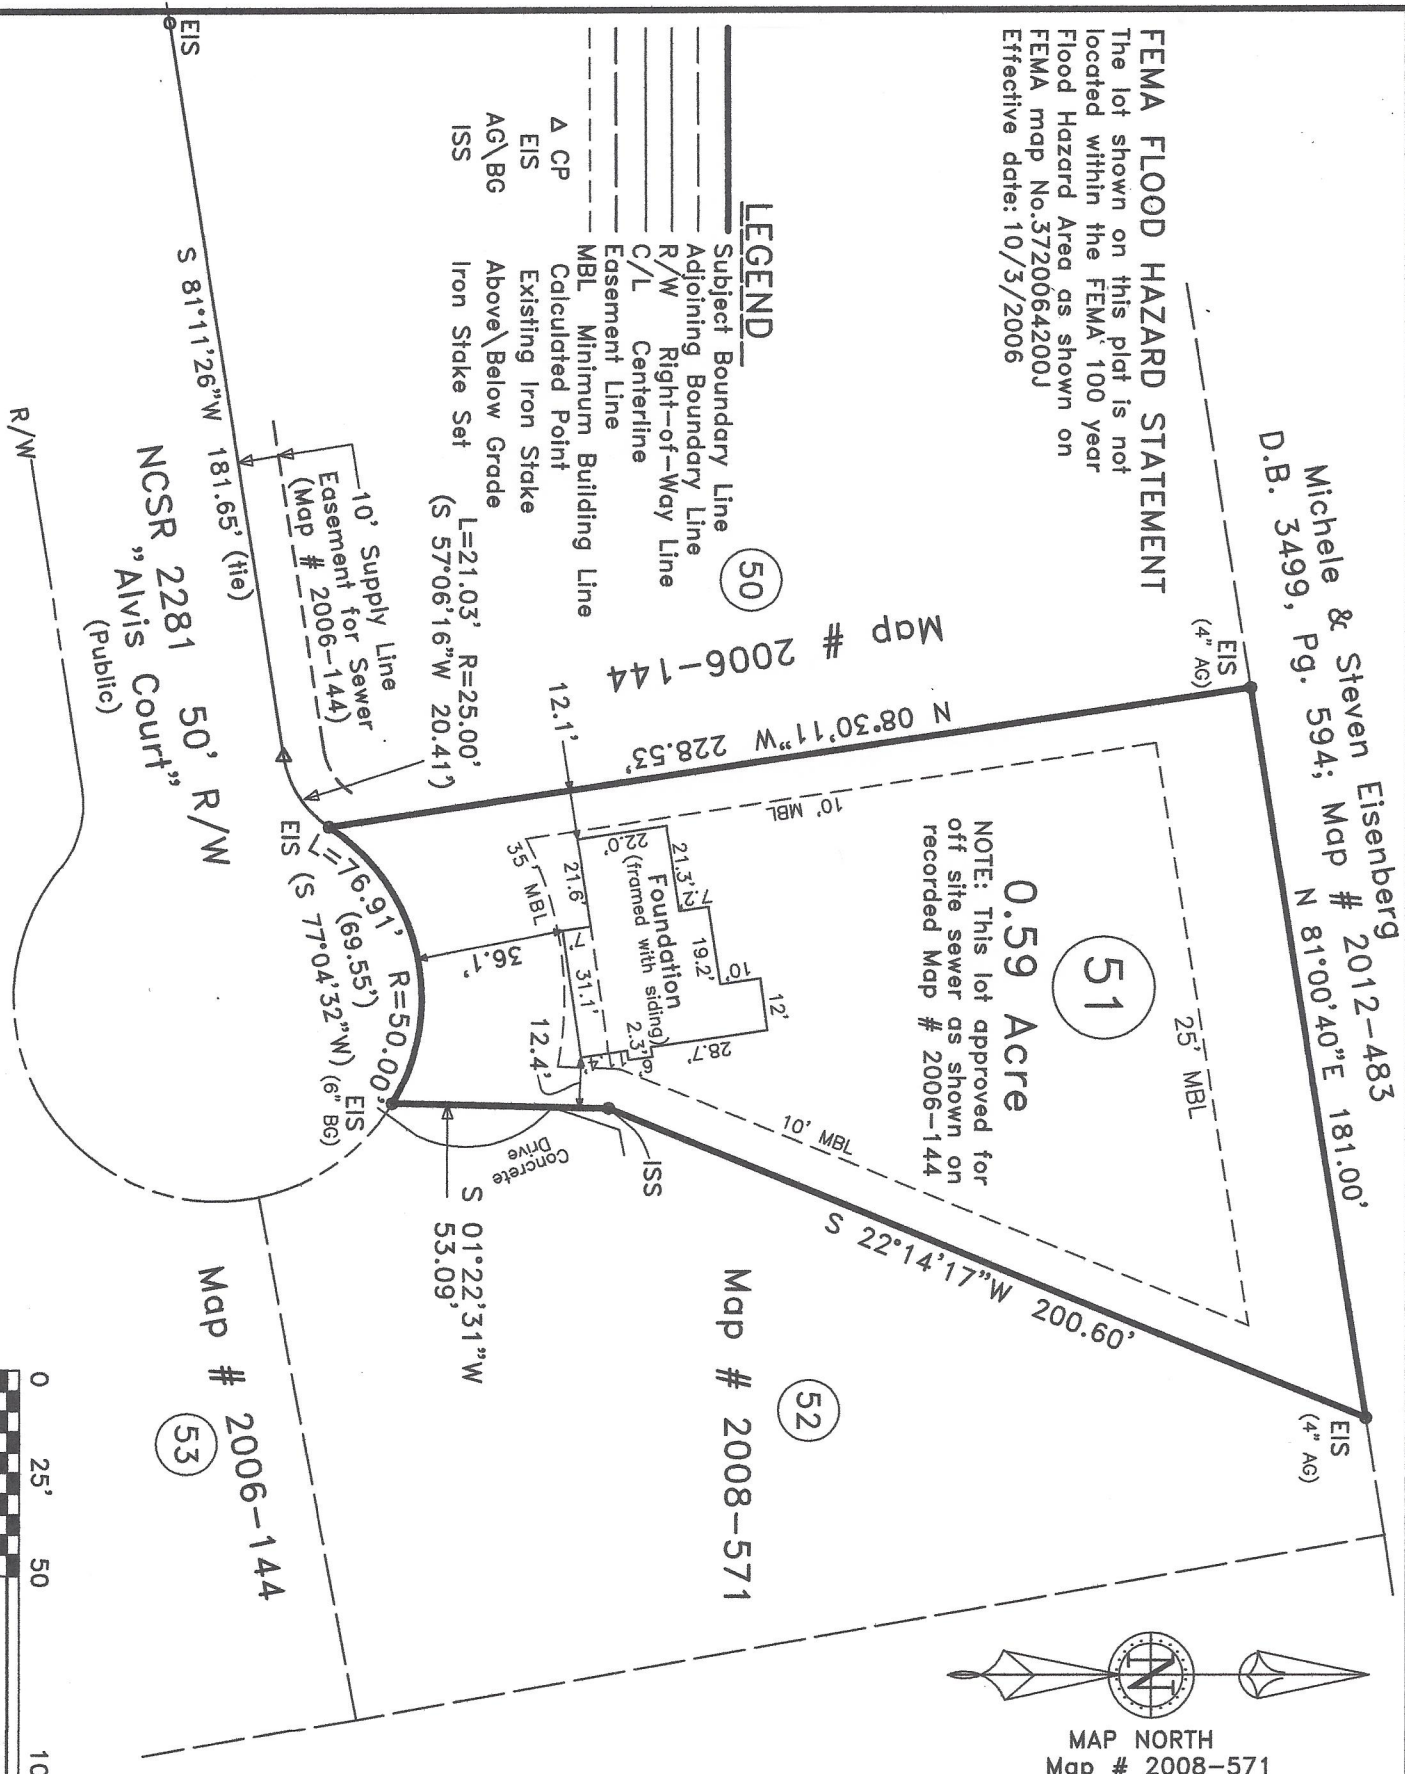 FEMA FLOOD HAZARD STATEMENT
The lot shown on this plat is not
located within the FEMA 100 year
Flood Hazard Area as shown on
FEMA map No.3720064200J
Effective date: 10/3/2006
Michele & Steven Eisenberg
D.B. 3499, Pg. 594; Map # 2012-483
N 81°00'40"E 181.00'
EIS
(4" AG)
EIS
(4" AG)
LEGEND
Subject Boundary Line
Adjoining Boundary Line
R/W Right-of-Way Line
C/L Centerline
Easement Line
MBL Minimum Building Line
Δ CP Calculated Point
EIS Existing Iron Stake
AG\BG Above\Below Grade
ISS Iron Stake Set
50
Map # 2006-144
N 08°30'11"W 228.53'
25' MBL
10' MBL
10' MBL
51
0.59 Acre
NOTE: This lot approved for
off site sewer as shown on
recorded Map # 2006-144
S 22°14'17"W 200.60'
52
Map # 2008-571
12.1'
22.0'
21.3'
2'
7'
19.2'
10'
12'
28.7'
Foundation
(framed with siding)
21.6'
7'
31.1'
2.3'
35' MBL
36.1'
12.4'
ISS
Concrete
Drive
S 01°22'31"W
53.09'
L=21.03' R=25.00'
(S 57°06'16"W 20.41')
10' Supply Line
Easement for Sewer
(Map # 2006-144)
EIS
L=76.91' R=50.00'
(69.55')
(S 77°04'32"W)
EIS
(6" BG)
EIS
S 81°11'26"W 181.65' (tie)
NCSR 2281 50' R/W
"Alvis Court"
(Public)
R/W
Map # 2006-144
53
MAP NORTH
Map # 2008-571
0 25' 50